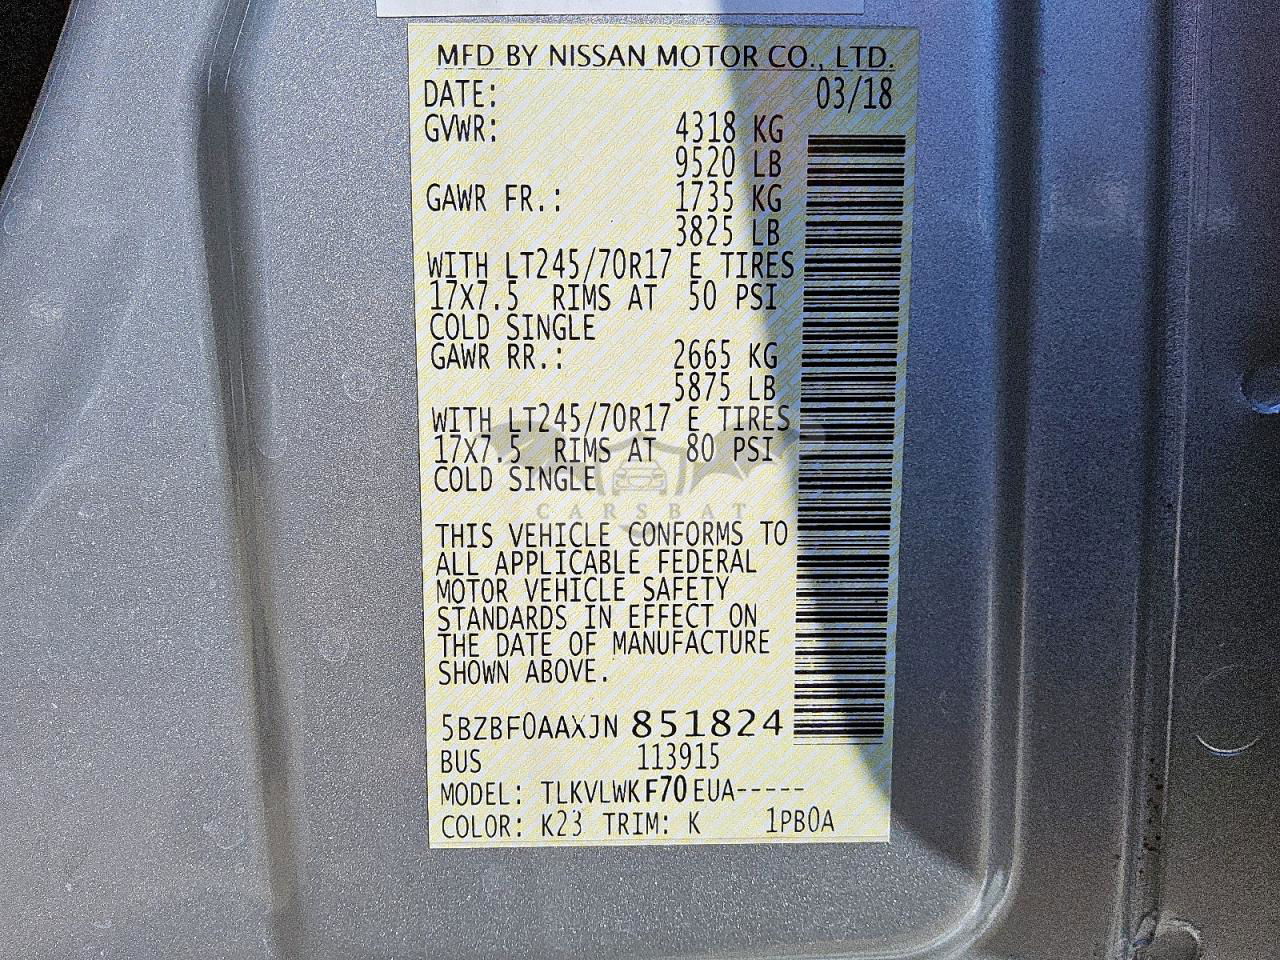 MFD BY NISSAN MOTOR CO., LTD.
DATE: 03/18
GVWR: 4318 KG
9520 LB
GAWR FR.: 1735 KG
3825 LB
WITH LT245/70R17 E TIRES
17X7.5 RIMS AT 50 PSI
COLD SINGLE
GAWR RR.: 2665 KG
5875 LB
WITH LT245/70R17 E TIRES
17X7.5 RIMS AT 80 PSI
COLD SINGLE
CARSBAT
THIS VEHICLE CONFORMS TO
ALL APPLICABLE FEDERAL
MOTOR VEHICLE SAFETY
STANDARDS IN EFFECT ON
THE DATE OF MANUFACTURE
SHOWN ABOVE.
5BZBF0AAXJN 851824
BUS 113915
MODEL: TLKVLWKF70EUA-----
COLOR: K23 TRIM: K 1PB0A